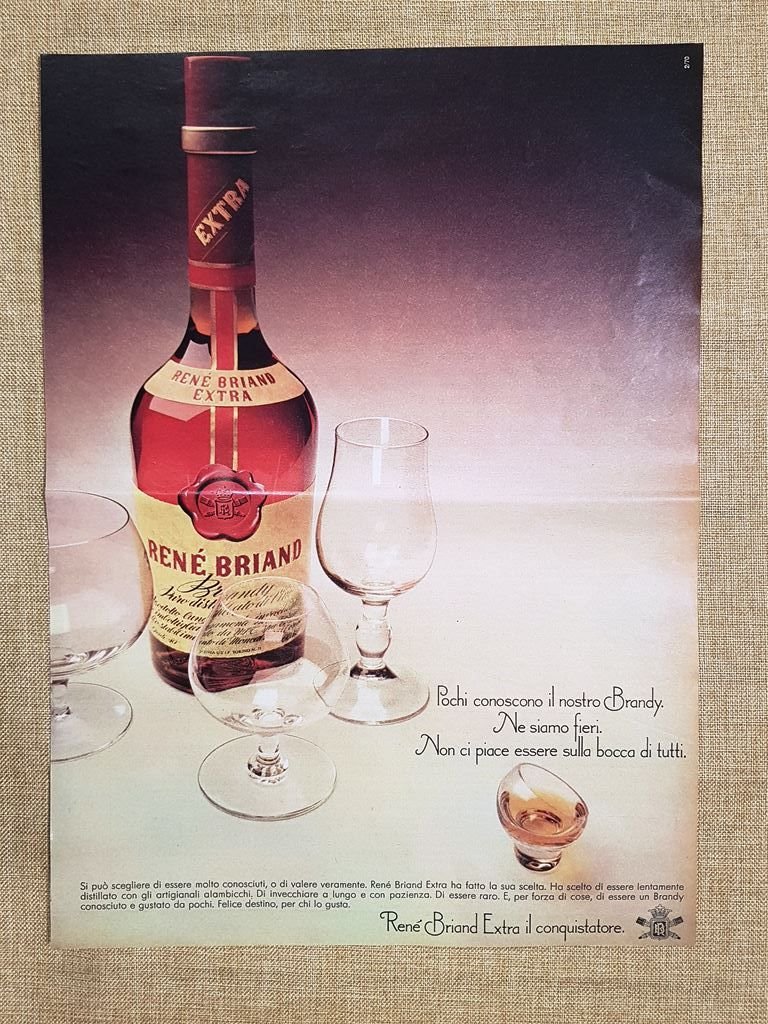 2/70
EXTRA
RENÉ BRIAND
EXTRA
RENÉ BRIAND
Brandy
Pochi conoscono il nostro Brandy.
Ne siamo fieri.
Non ci piace essere sulla bocca di tutti.
Si può scegliere di essere molto conosciuti, o di valere veramente. René Briand Extra ha fatto la sua scelta. Ha scelto di essere lentamente
distillato con gli artigianali alambicchi. Di invecchiare a lungo e con pazienza. Di essere raro. E, per forza di cose, di essere un Brandy
conosciuto e gustato da pochi. Felice destino, per chi lo gusta.
René Briand Extra il conquistatore.